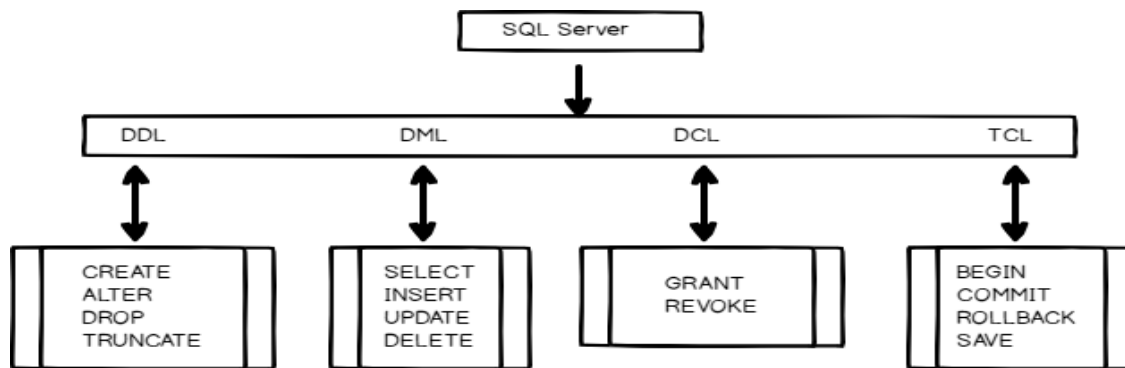 SQL Server
DDL DML DCL TCL
CREATE
ALTER
DROP
TRUNCATE
SELECT
INSERT
UPDATE
DELETE
GRANT
REVOKE
BEGIN
COMMIT
ROLLBACK
SAVE